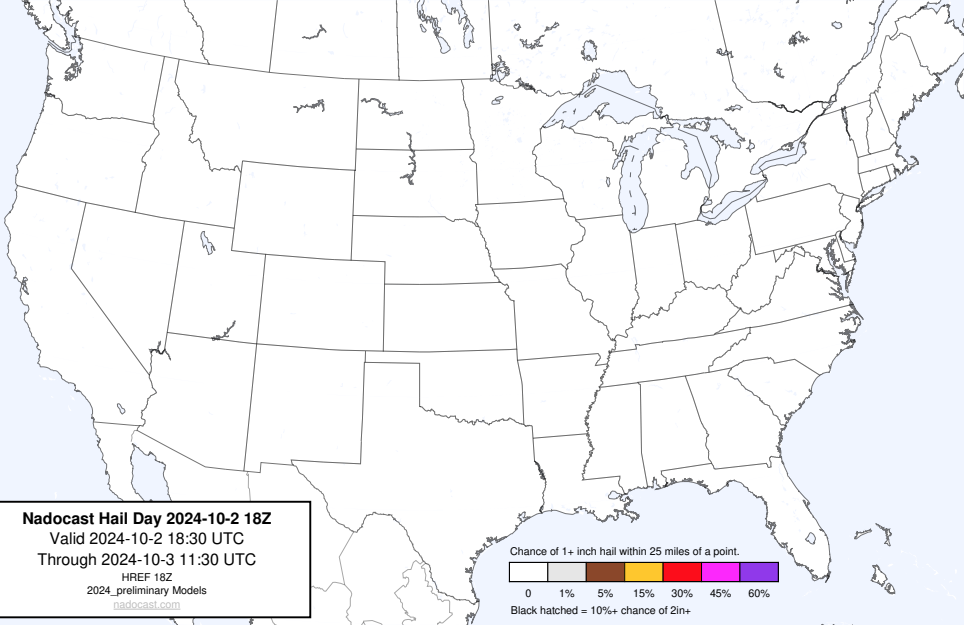 Nadocast Hail Day 2024-10-2 18Z
Valid 2024-10-2 18:30 UTC
Through 2024-10-3 11:30 UTC
HREF 18Z
2024_preliminary Models
nadocast.com
Chance of 1+ inch hail within 25 miles of a point.
0 1% 5% 15% 30% 45% 60%
Black hatched = 10%+ chance of 2in+